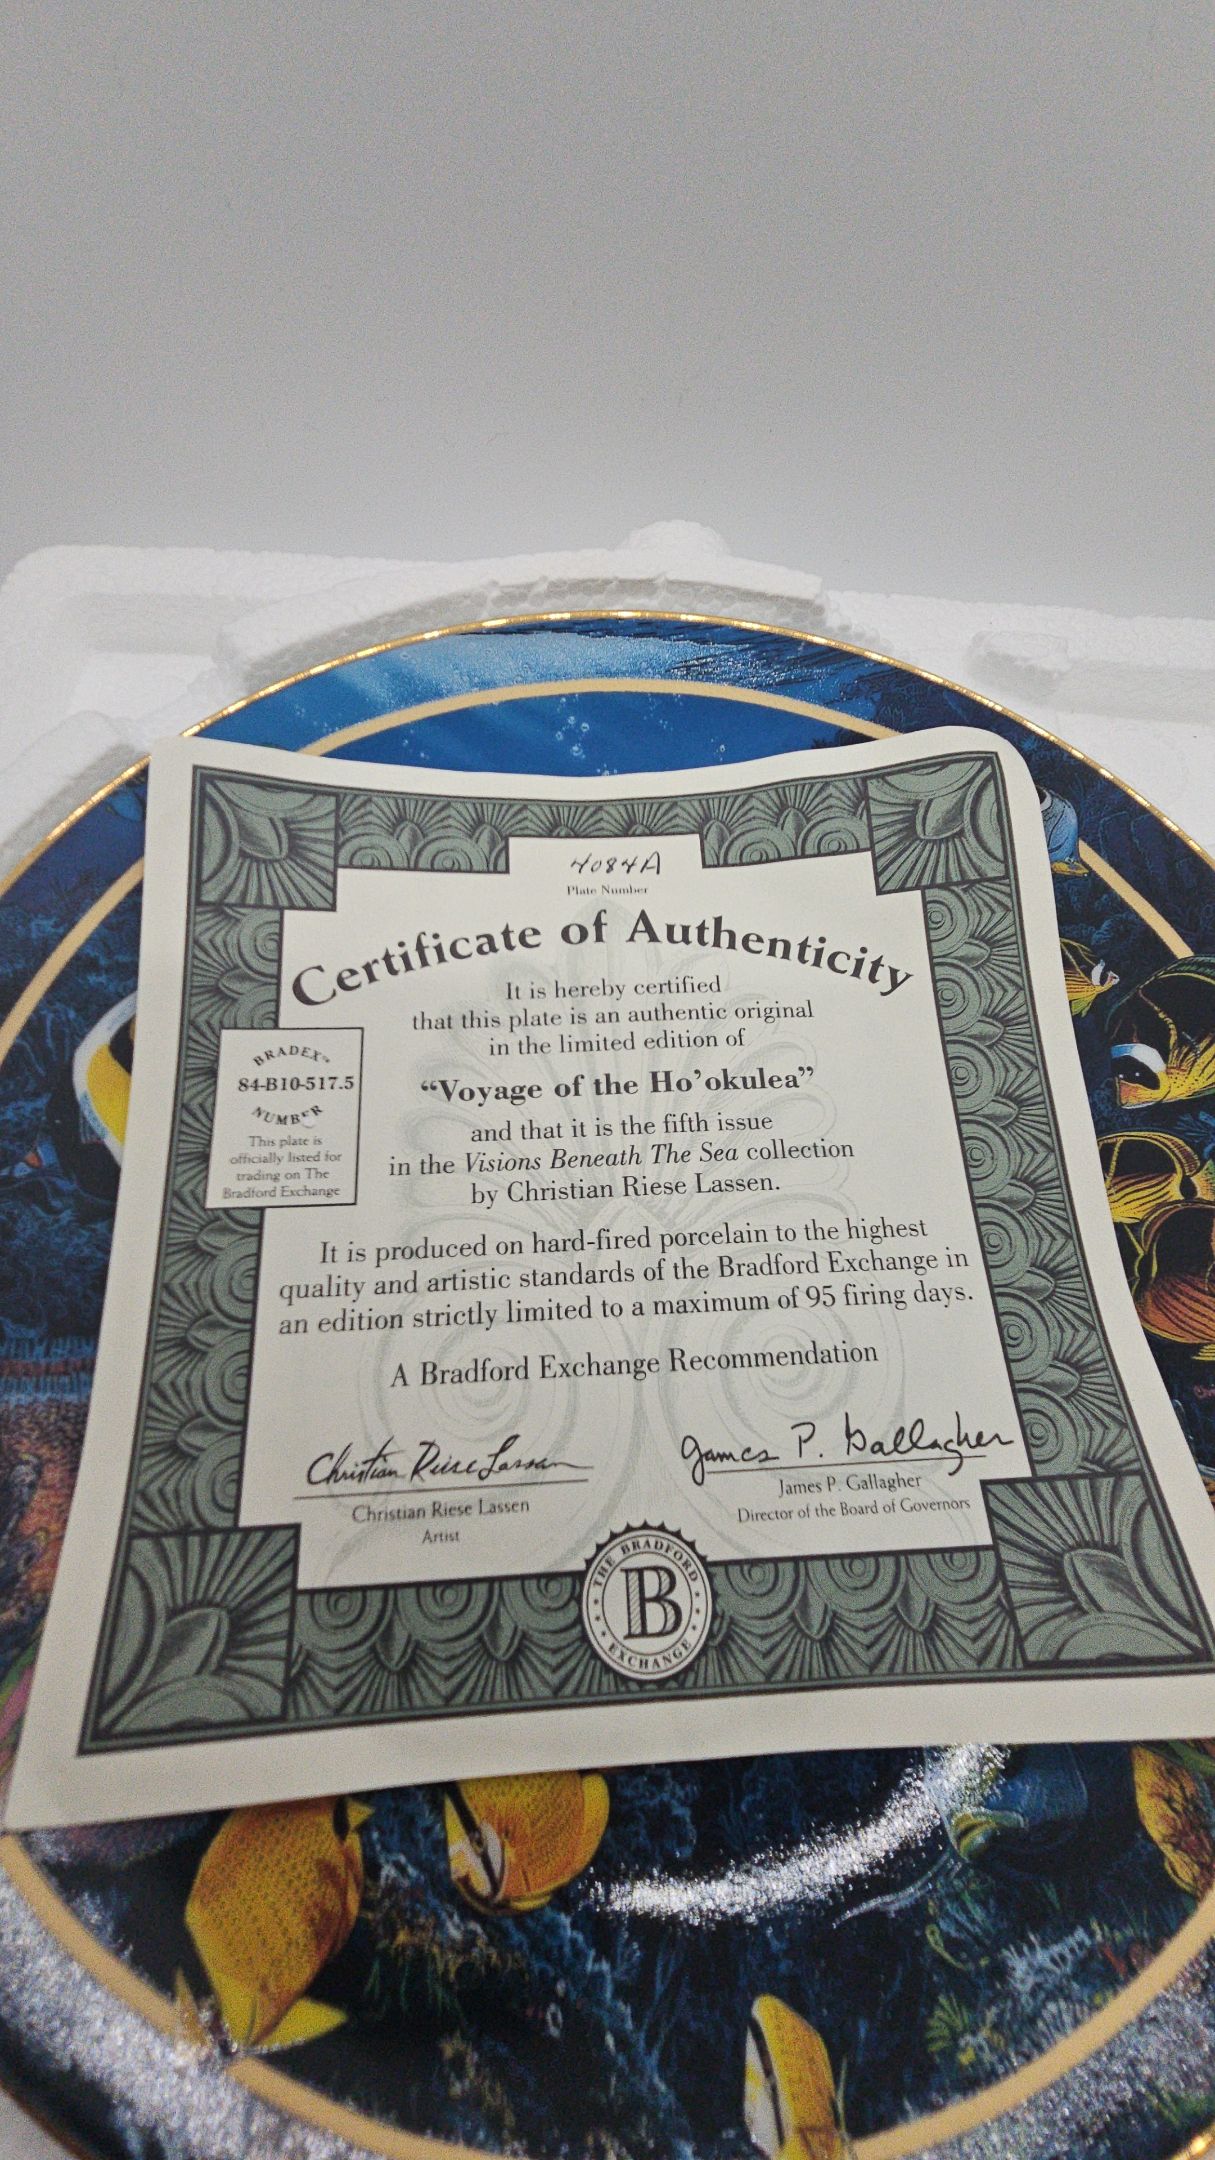 4084A
Plate Number
Certificate of Authenticity
It is hereby certified
that this plate is an authentic original
in the limited edition of
“Voyage of the Ho’okulea”
and that it is the fifth issue
in the Visions Beneath The Sea collection
by Christian Riese Lassen.
BRADEX™
84-B10-517.5
NUMBER
This plate is
officially listed for
trading on The
Bradford Exchange
It is produced on hard-fired porcelain to the highest
quality and artistic standards of the Bradford Exchange in
an edition strictly limited to a maximum of 95 firing days.
A Bradford Exchange Recommendation
Christian Riese Lassen
Christian Riese Lassen
Artist
James P. Gallagher
James P. Gallagher
Director of the Board of Governors
THE BRADFORD
B
EXCHANGE